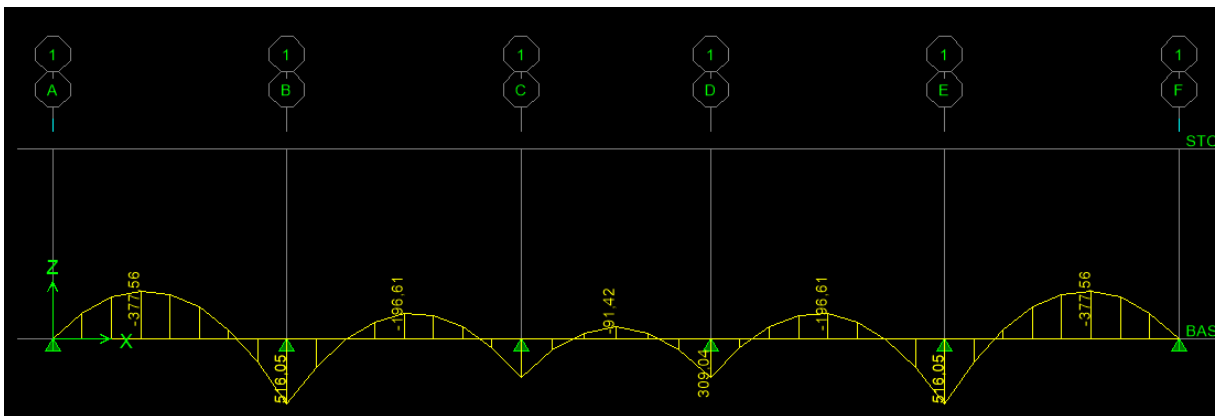 1 1 1 1 1 1
A B C D E F
STO
Z
-377,56 -196,61 -91,42 -196,61 -377,56
X
BAS
516,05 309,04 516,05